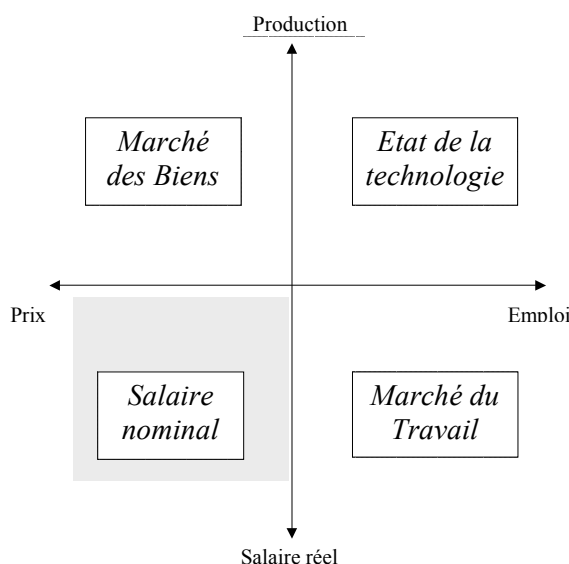 Production
Marché
des Biens
Etat de la
technologie
Prix
Emploi
Salaire
nominal
Marché du
Travail
Salaire réel